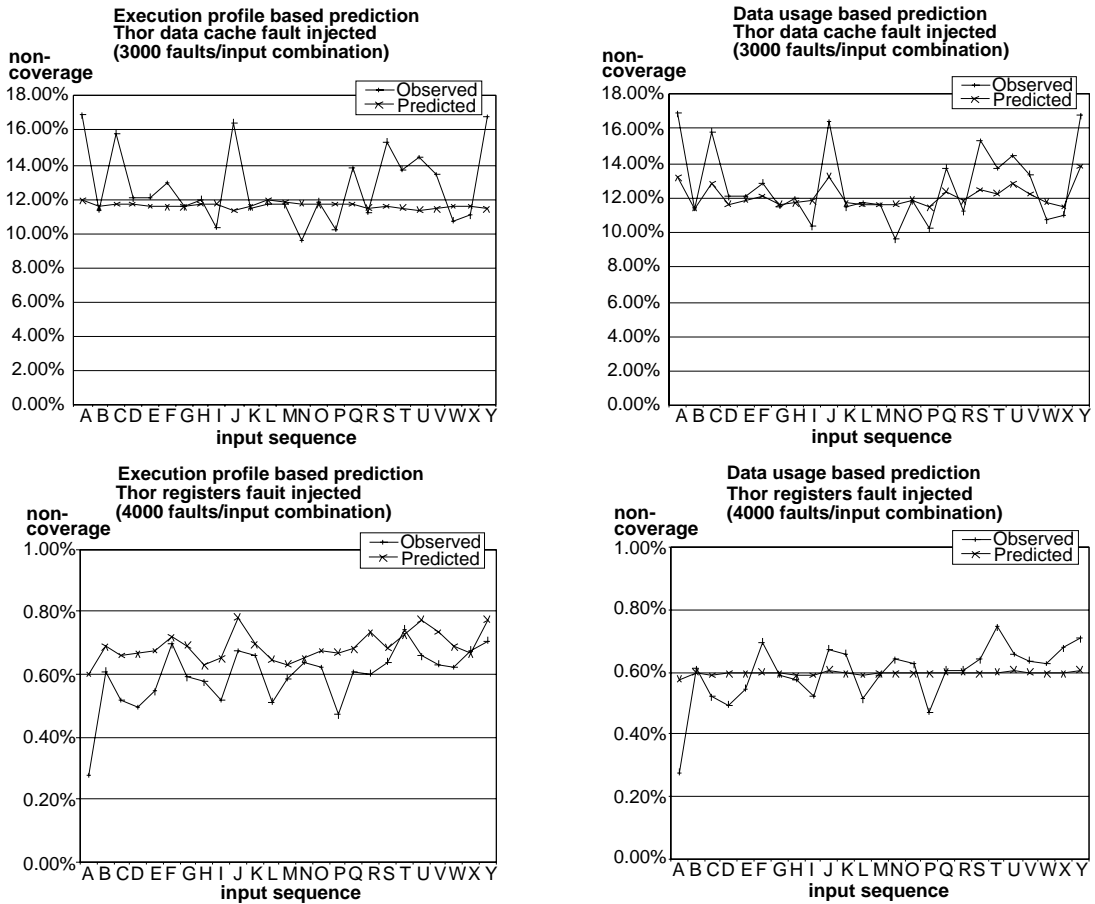 Execution profile based prediction
Thor data cache fault injected
(3000 faults/input combination)
non-
coverage
Observed
Predicted
18.00%
16.00%
14.00%
12.00%
10.00%
8.00%
6.00%
4.00%
2.00%
0.00%
A B C D E F G H I J K L M N O P Q R S T U V W X Y
input sequence
Data usage based prediction
Thor data cache fault injected
(3000 faults/input combination)
non-
coverage
Observed
Predicted
18.00%
16.00%
14.00%
12.00%
10.00%
8.00%
6.00%
4.00%
2.00%
0.00%
A B C D E F G H I J K L M N O P Q R S T U V W X Y
input sequence
Execution profile based prediction
Thor registers fauit injected
(4000 faults/input combination)
non-
coverage
Observed
Predicted
1.00%
0.80%
0.60%
0.40%
0.20%
0.00%
A B C D E F G H I J K L M N O P Q R S T U V W X Y
input sequence
Data usage based prediction
Thor registers fault injected
(4000 faults/input combination)
non-
coverage
Observed
Predicted
1.00%
0.80%
0.60%
0.40%
0.20%
0.00%
A B C D E F G H I J K L M N O P Q R S T U V W X Y
input sequence